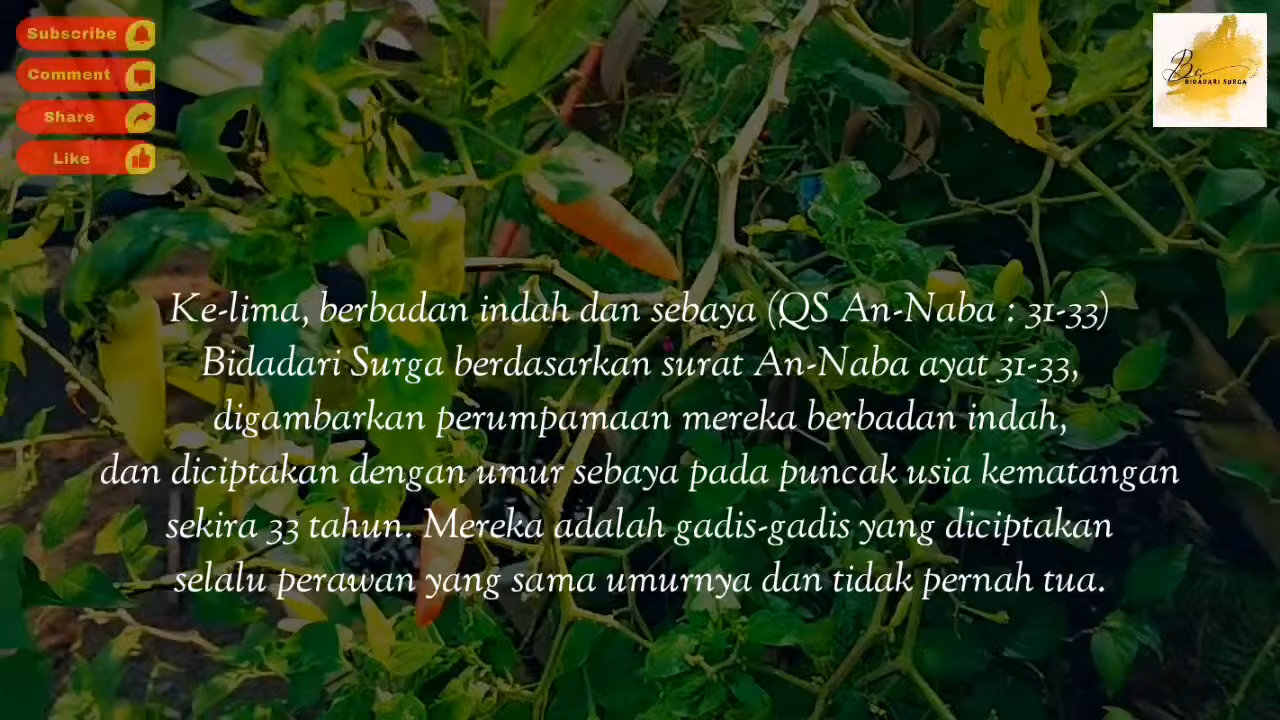 Subscribe
Comment
Share
Like
Bs
BIDADARI SURGA
Ke-lima, berbadan indah dan sebaya (QS An-Naba : 31-33)
Bidadari Surga berdasarkan surat An-Naba ayat 31-33,
digambarkan perumpamaan mereka berbadan indah,
dan diciptakan dengan umur sebaya pada puncak usia kematangan
sekira 33 tahun. Mereka adalah gadis-gadis yang diciptakan
selalu perawan yang sama umurnya dan tidak pernah tua.